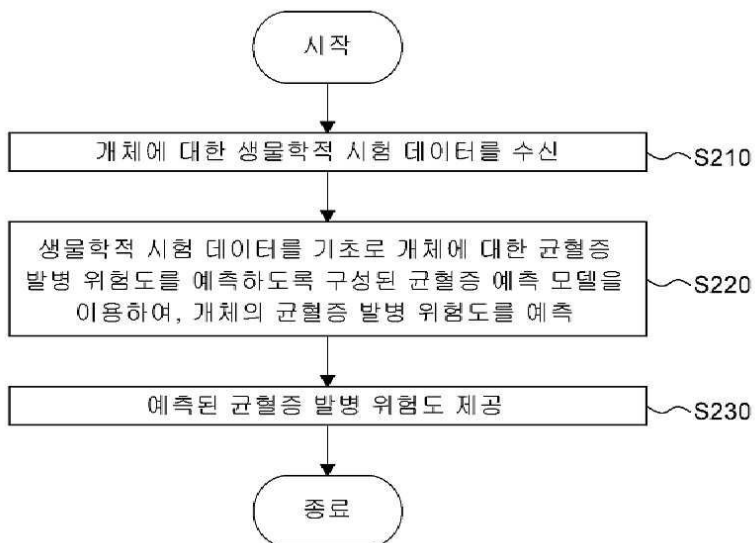 시작
개체에 대한 생물학적 시험 데이터를 수신
S210
생물학적 시험 데이터를 기초로 개체에 대한 균혈증
발병 위험도를 예측하도록 구성된 균혈증 예측 모델을
이용하여, 개체의 균혈증 발병 위험도를 예측
S220
예측된 균혈증 발병 위험도 제공
S230
종료